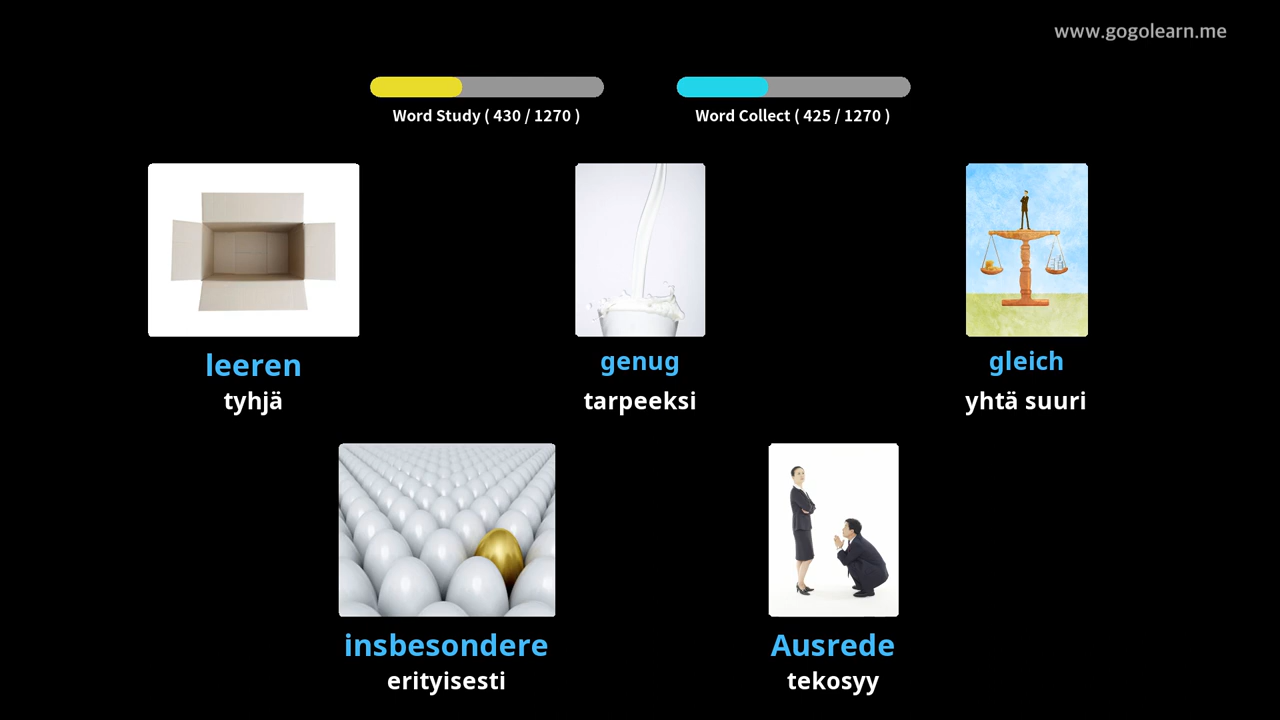 www.gogolearn.me
Word Study ( 430 / 1270 )
Word Collect ( 425 / 1270 )
leeren
genug
gleich
tyhjä
tarpeeksi
yhtä suuri
insbesondere
Ausrede
erityisesti
tekosyy